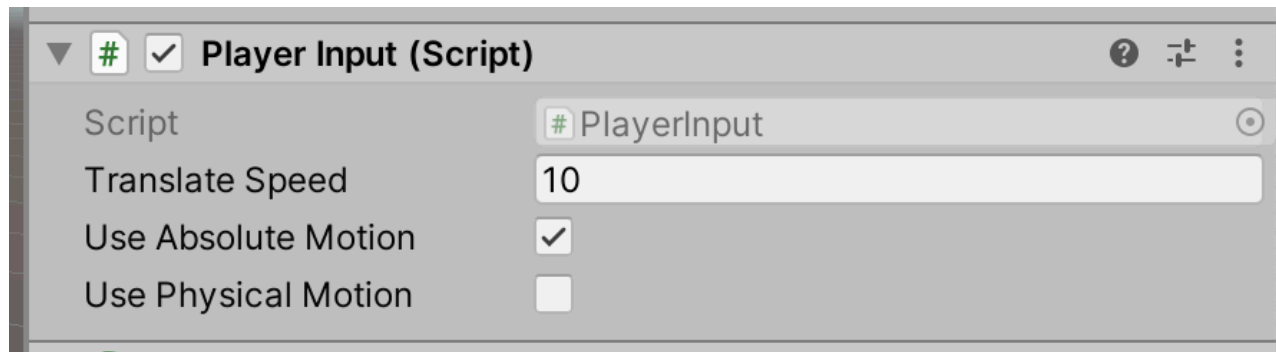 # Player Input (Script)
Script # PlayerInput
Translate Speed 10
Use Absolute Motion
Use Physical Motion